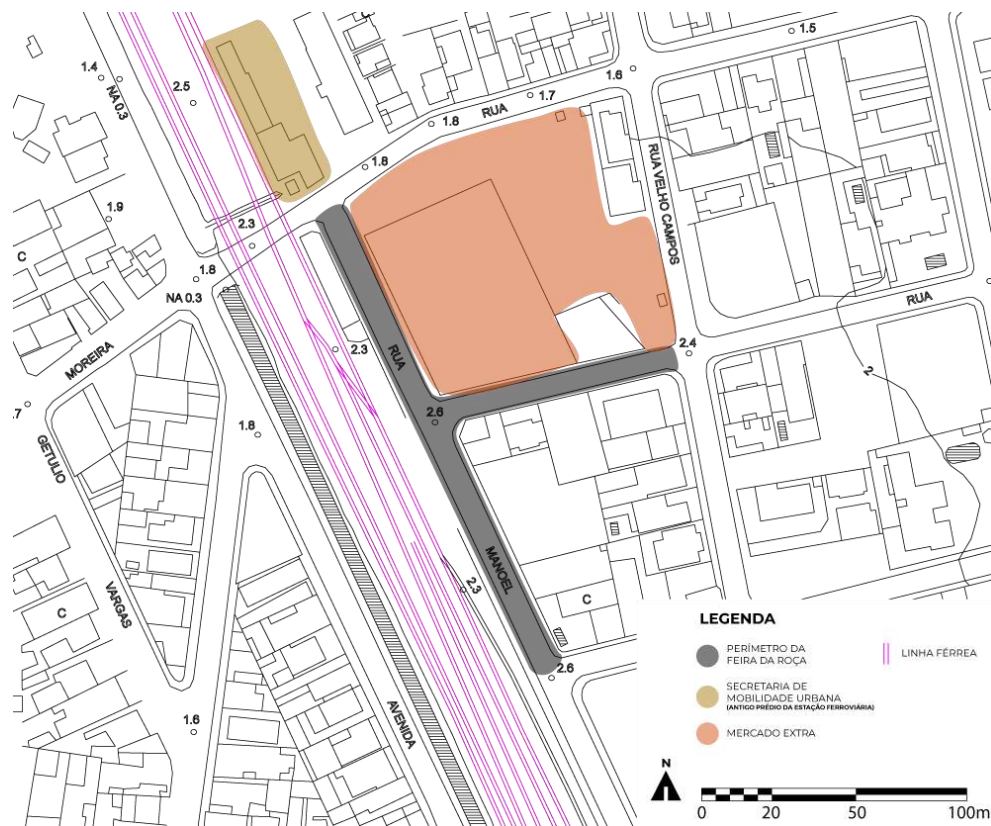 1.5
1.4
NA 0.3
2.5
1.6
RUA
1.7
1.8
1.8
RUA VELHO CAMPOS
1.9
2.3
C
1.8
NA 0.3
RUA
MOREIRA
2.3
RUA
2.4
2
.7
2.6
1.8
GETULIO
MANOEL
2.3
VARGAS
C
C
2.6
AVENIDA
1.6
LEGENDA
PERÍMETRO DA
FEIRA DA ROÇA
LINHA FÉRREA
SECRETARIA DE
MOBILIDADE URBANA
(ANTIGO PRÉDIO DA ESTAÇÃO FERROVIÁRIA)
MERCADO EXTRA
N
0 20 50 100m